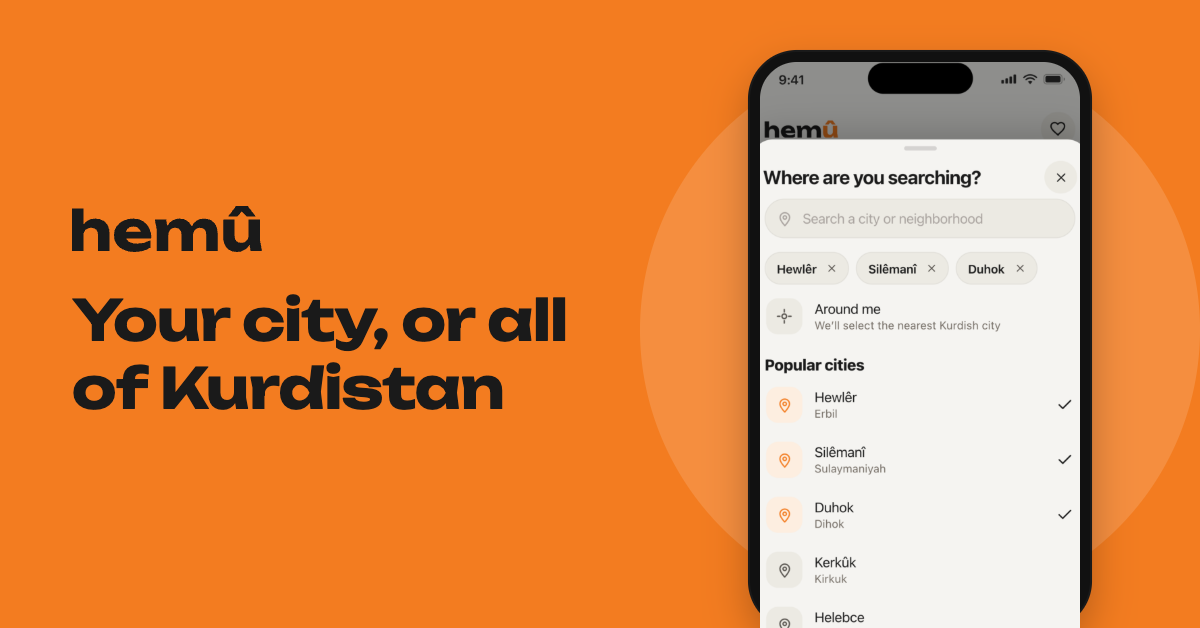 hemû
Your city, or all
of Kurdistan
9:41
hemû
Where are you searching?
Search a city or neighborhood
Hewlêr × Silêmanî × Duhok ×
Around me
We'll select the nearest Kurdish city
Popular cities
Hewlêr
Erbil
Silêmanî
Sulaymaniyah
Duhok
Dihok
Kerkûk
Kirkuk
Helebce